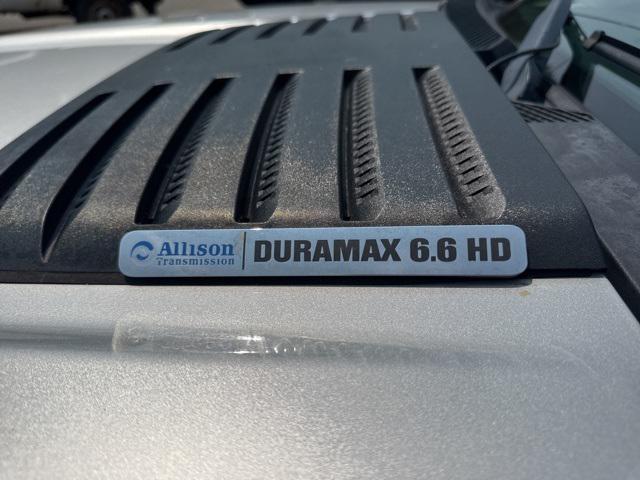 Allison
Transmission
DURAMAX 6.6 HD